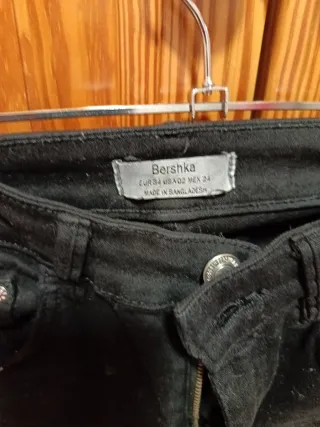 Bershka
EUR 34 USA 02 MEX 24
MADE IN BANGLADESH